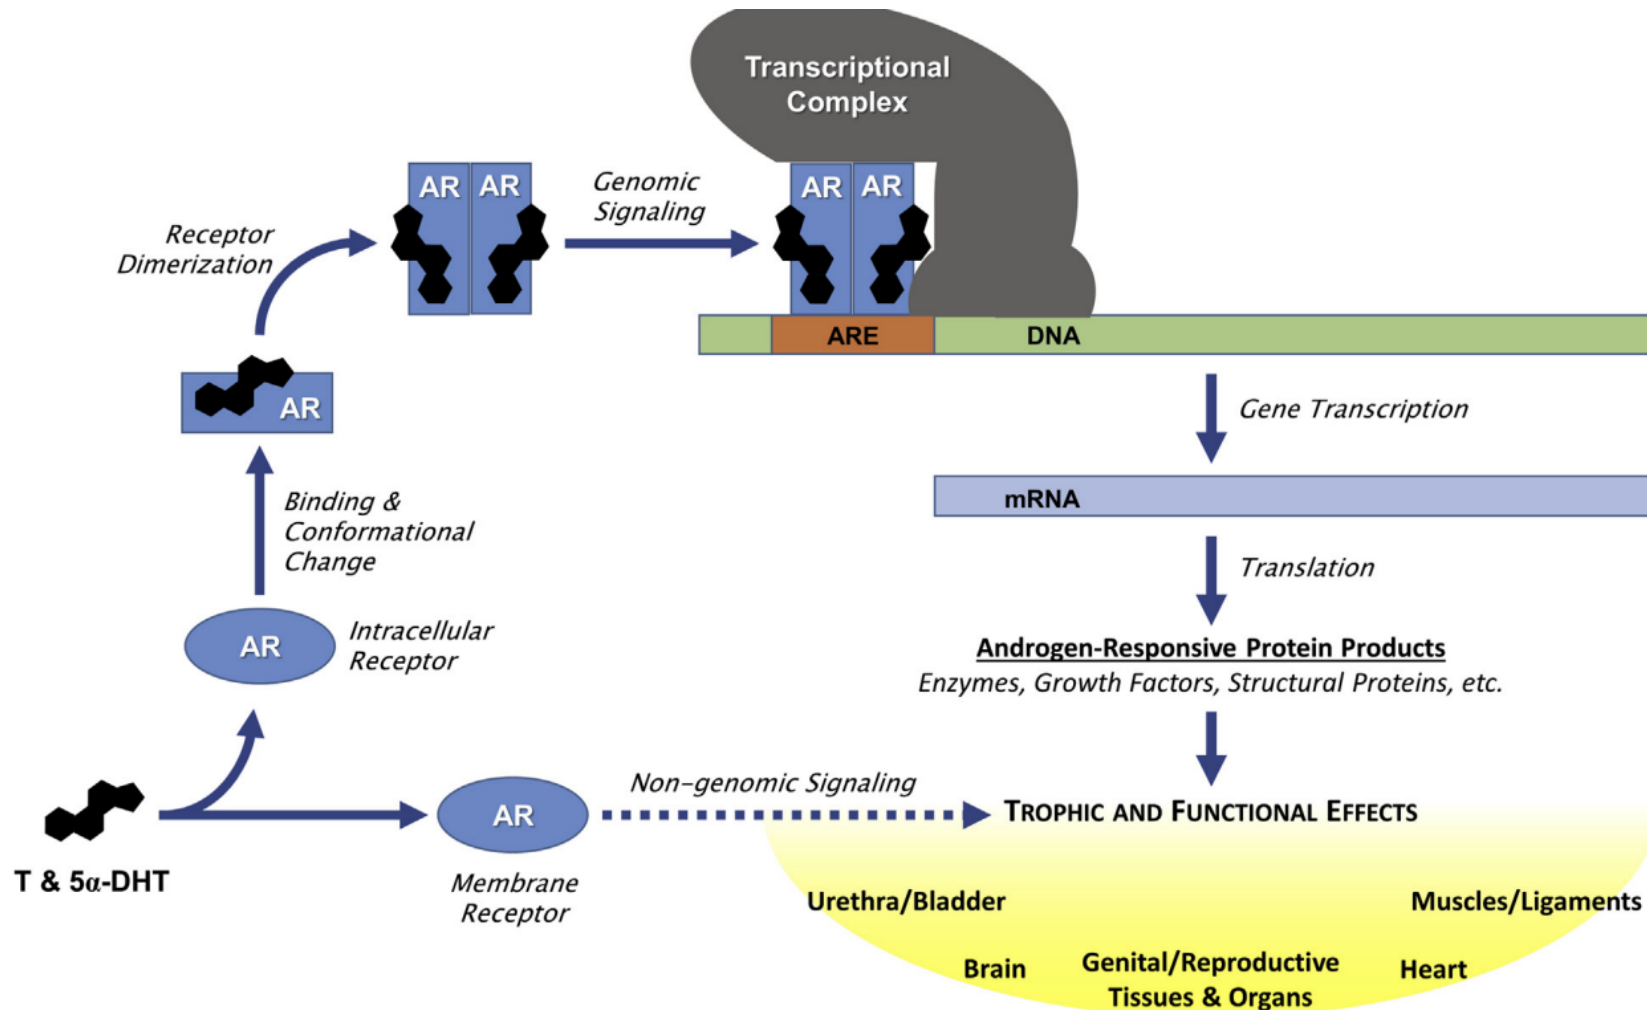 Transcriptional
Complex
AR AR
Genomic
Signaling
AR AR
Receptor
Dimerization
ARE
DNA
AR
Gene Transcription
mRNA
Binding &
Conformational
Change
Translation
AR
Intracellular
Receptor
Androgen-Responsive Protein Products
Enzymes, Growth Factors, Structural Proteins, etc.
T & 5α-DHT
AR
Membrane
Receptor
Non-genomic Signaling
TROPHIC AND FUNCTIONAL EFFECTS
Urethra/Bladder
Muscles/Ligaments
Brain
Genital/Reproductive
Tissues & Organs
Heart